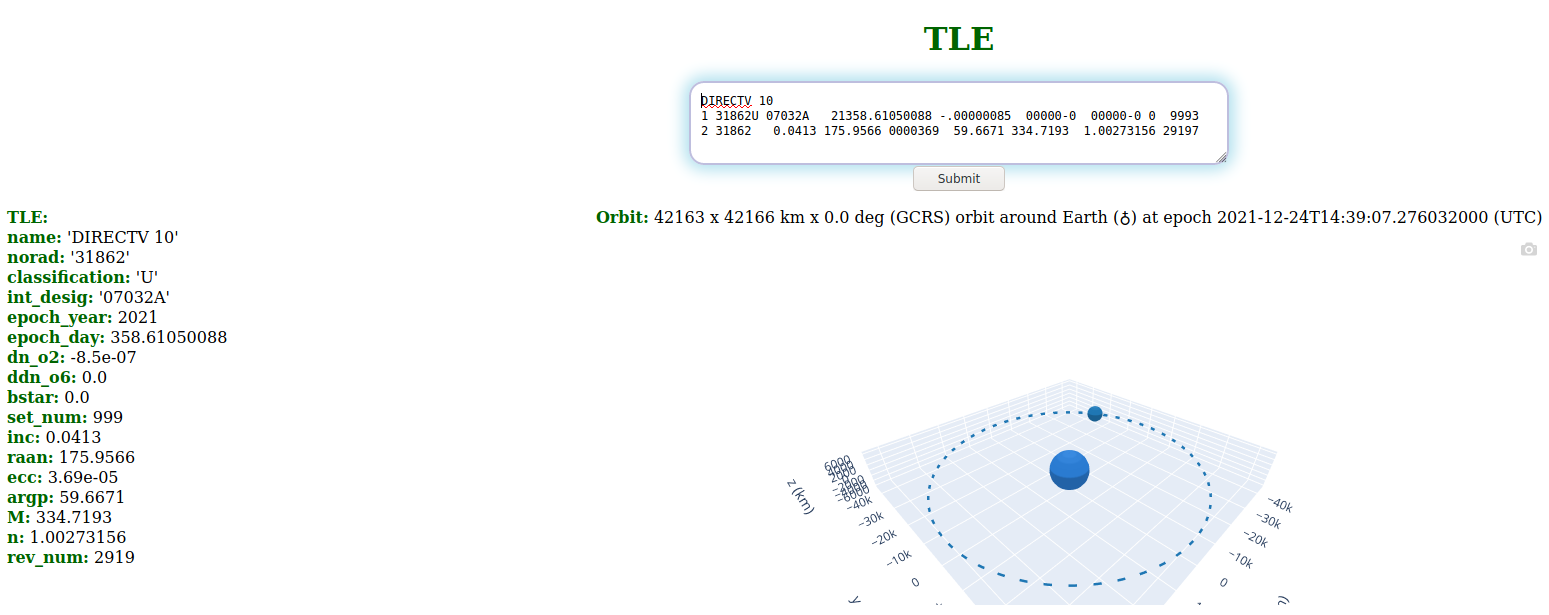 TLE
DIRECTV 10
1 31862U 07032A   21358.61050088 -.00000085  00000-0  00000-0 0  9993
2 31862   0.0413 175.9566 0000369  59.6671 334.7193  1.00273156 29197
Submit
TLE:
name: 'DIRECTV 10'
norad: '31862'
classification: 'U'
int_desig: '07032A'
epoch_year: 2021
epoch_day: 358.61050088
dn_o2: -8.5e-07
ddn_o6: 0.0
bstar: 0.0
set_num: 999
inc: 0.0413
raan: 175.9566
ecc: 3.69e-05
argp: 59.6671
M: 334.7193
n: 1.00273156
rev_num: 2919
Orbit: 42163 x 42166 km x 0.0 deg (GCRS) orbit around Earth (♁) at epoch 2021-12-24T14:39:07.276032000 (UTC)
z (km)
6000
4000
2000
0
−2000
−4000
−6000
−40k
−30k
−20k
−10k
0
y
−40k
−30k
−20k
−10k
0